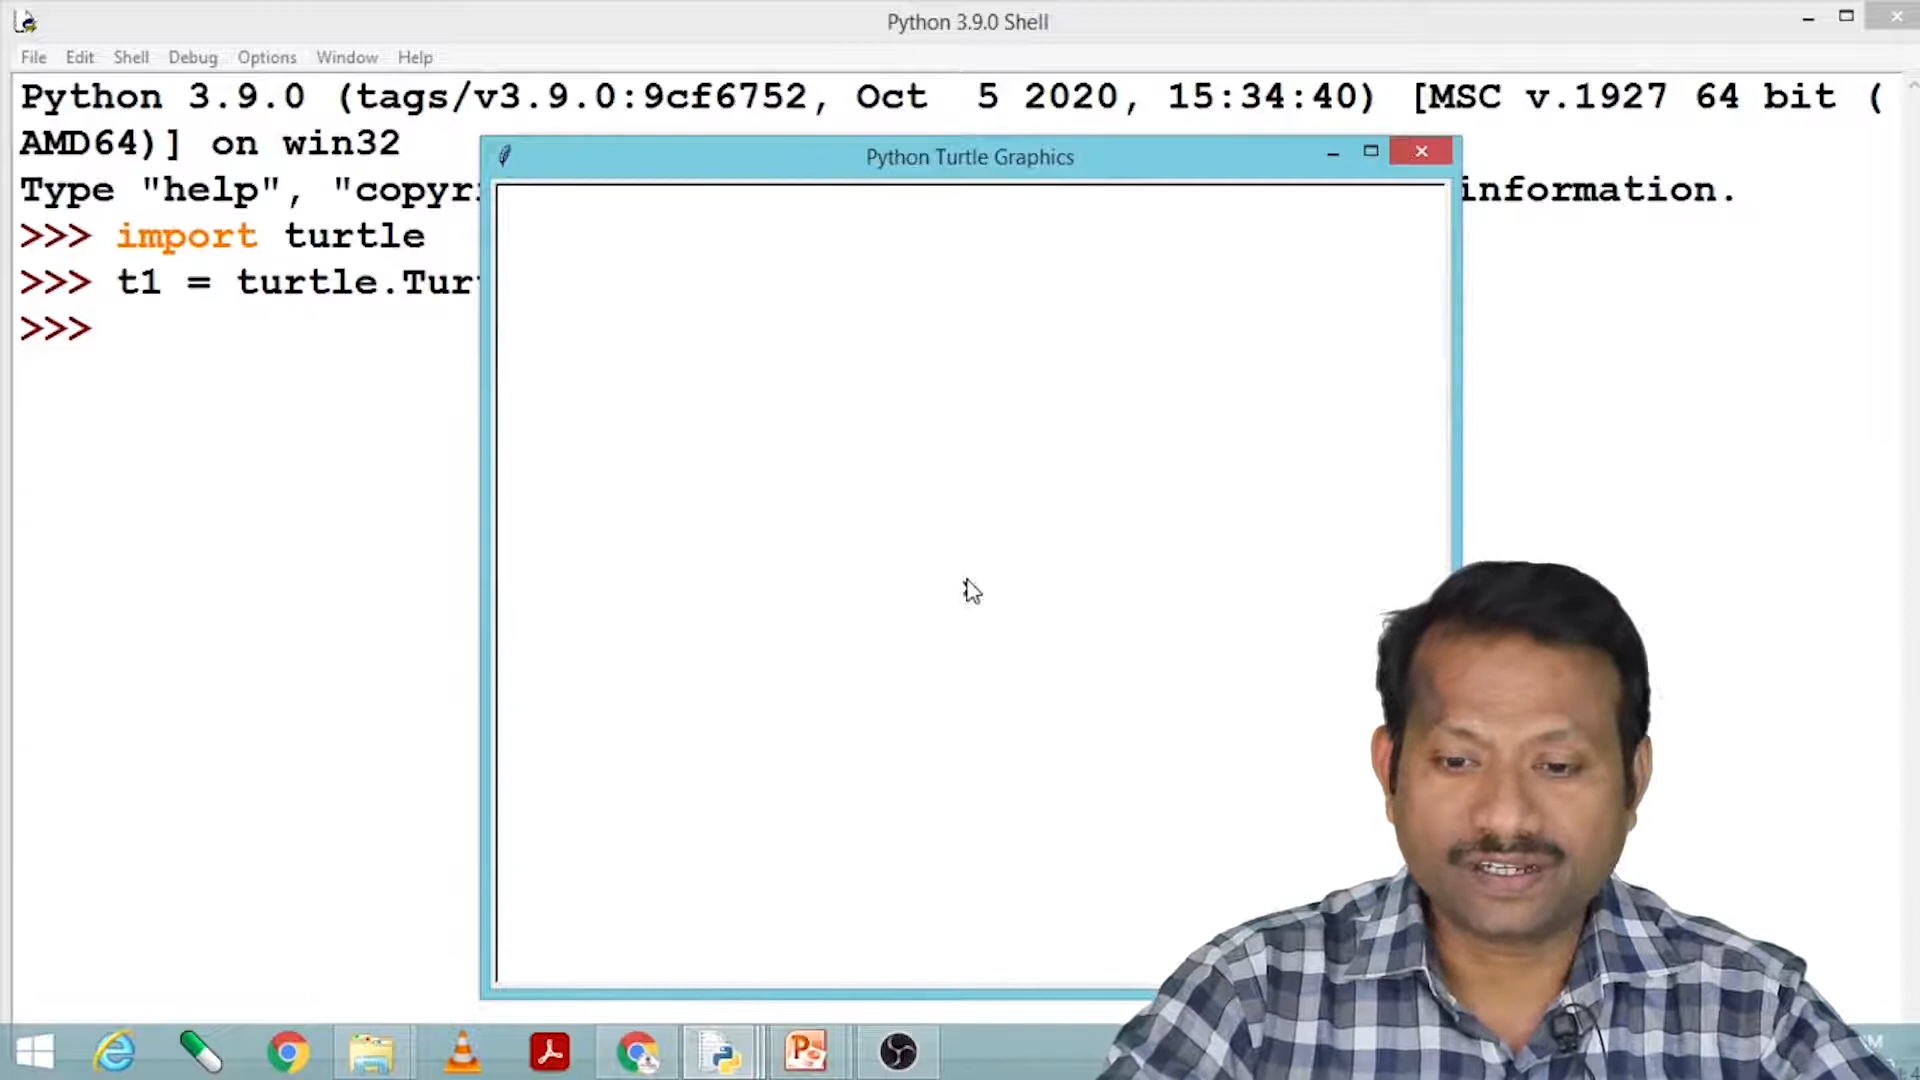 Python 3.9.0 Shell
File Edit Shell Debug Options Window Help
Python 3.9.0 (tags/v3.9.0:9cf6752, Oct  5 2020, 15:34:40) [MSC v.1927 64 bit (
AMD64)] on win32
Python Turtle Graphics
Type "help", "copyri information.
>>> import turtle
>>> t1 = turtle.Tur
>>>